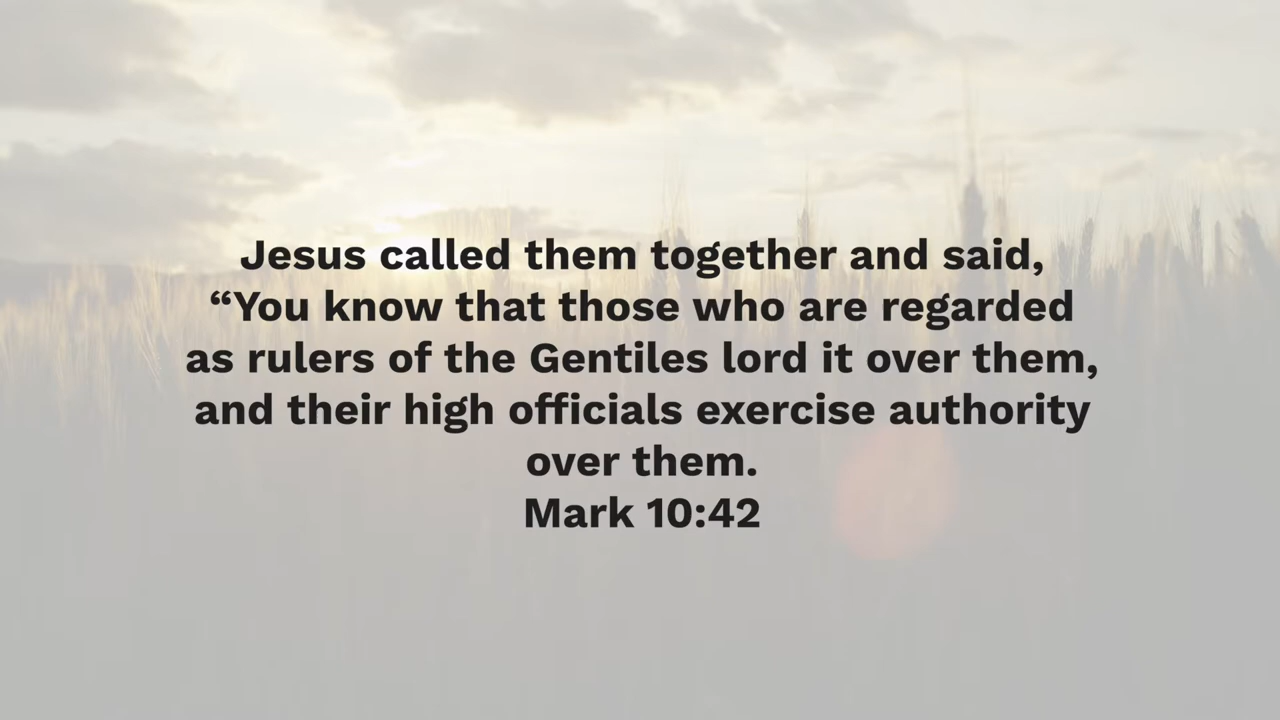 Jesus called them together and said,
“You know that those who are regarded
as rulers of the Gentiles lord it over them,
and their high officials exercise authority
over them.
Mark 10:42